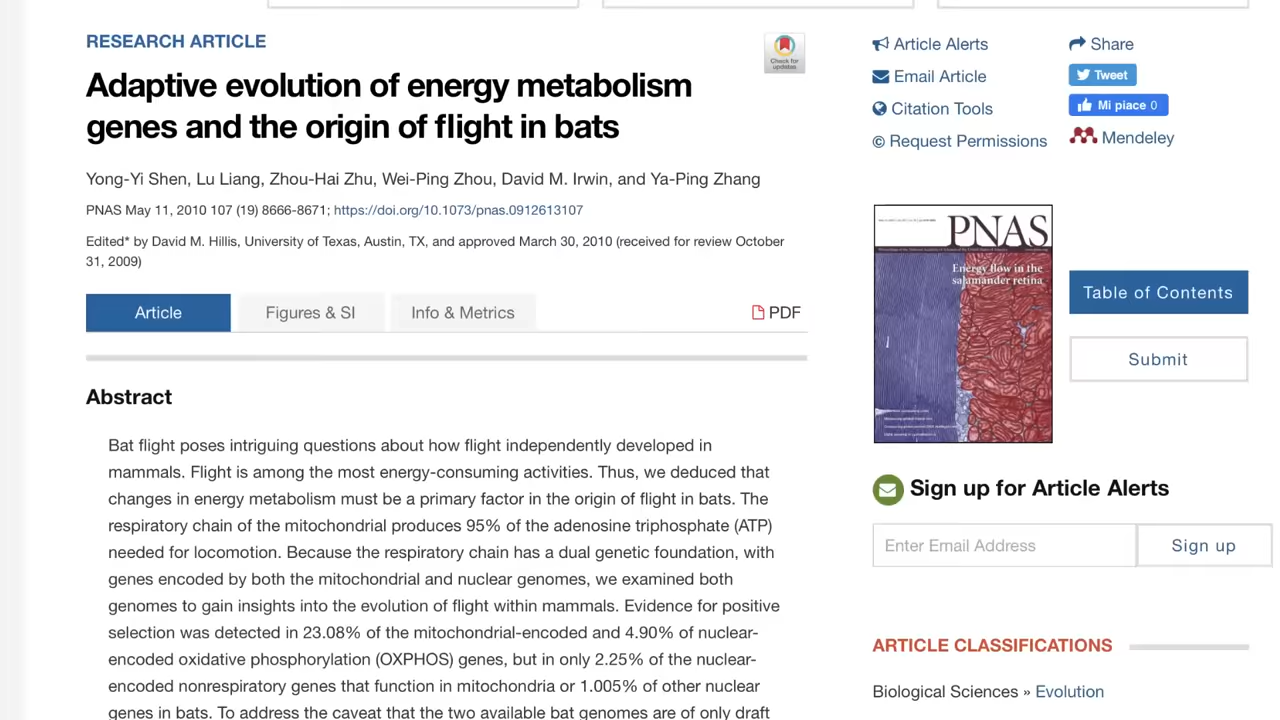 RESEARCH ARTICLE
Check for
updates
Adaptive evolution of energy metabolism
genes and the origin of flight in bats
Yong-Yi Shen, Lu Liang, Zhou-Hai Zhu, Wei-Ping Zhou, David M. Irwin, and Ya-Ping Zhang
PNAS May 11, 2010 107 (19) 8666-8671; https://doi.org/10.1073/pnas.0912613107
Edited* by David M. Hillis, University of Texas, Austin, TX, and approved March 30, 2010 (received for review October
31, 2009)
Article
Figures & SI
Info & Metrics
PDF
Abstract
Bat flight poses intriguing questions about how flight independently developed in
mammals. Flight is among the most energy-consuming activities. Thus, we deduced that
changes in energy metabolism must be a primary factor in the origin of flight in bats. The
respiratory chain of the mitochondrial produces 95% of the adenosine triphosphate (ATP)
needed for locomotion. Because the respiratory chain has a dual genetic foundation, with
genes encoded by both the mitochondrial and nuclear genomes, we examined both
genomes to gain insights into the evolution of flight within mammals. Evidence for positive
selection was detected in 23.08% of the mitochondrial-encoded and 4.90% of nuclear-
encoded oxidative phosphorylation (OXPHOS) genes, but in only 2.25% of the nuclear-
encoded nonrespiratory genes that function in mitochondria or 1.005% of other nuclear
genes in bats. To address the caveat that the two available bat genomes are of only draft
Article Alerts
Share
Email Article
Tweet
Citation Tools
Mi piace 0
© Request Permissions
Mendeley
PNAS
Energy flow in the
salamander retina
Table of Contents
Submit
Sign up for Article Alerts
Enter Email Address
Sign up
ARTICLE CLASSIFICATIONS
Biological Sciences » Evolution